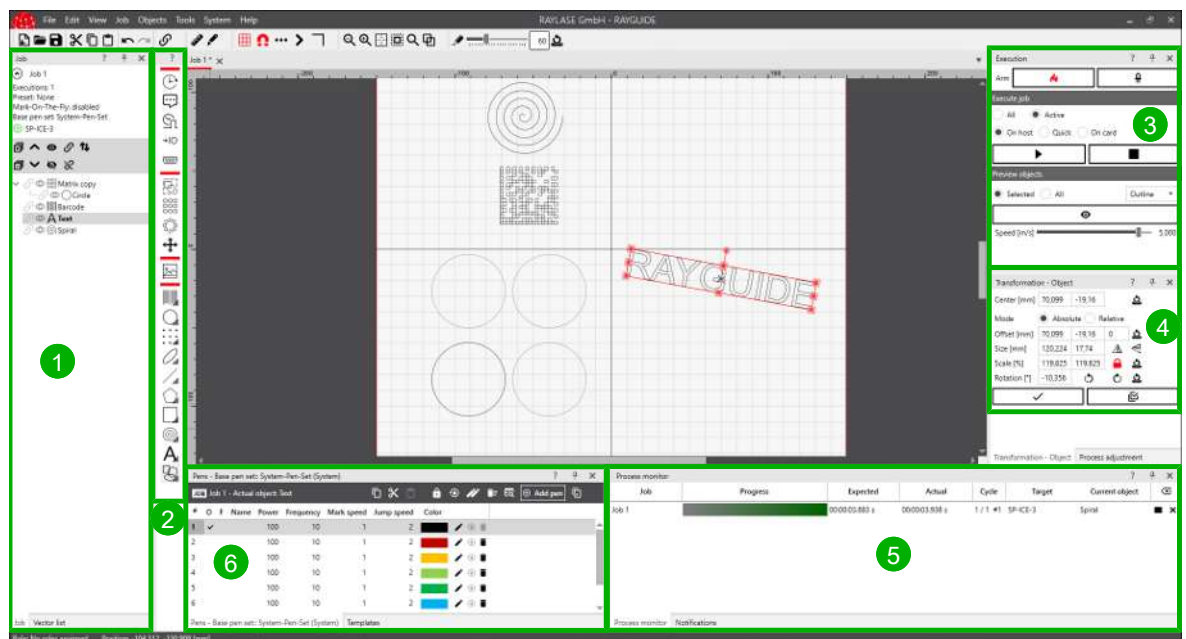 File Edit View Job Objects Tools System Help
RAYLASE GmbH - RAYGUIDE
60
Job ?
Job 1
Executions: 1
Preset: None
Mark-On-The-Fly: disabled
Base pen set: System-Pen-Set
SP-ICE-3
Matrix copy
Circle
Barcode
A Text
Spiral
1
Job Vector list
?
2
Job 1 *
-200 -100 0 100 200
RAYGUIDE
Execution ?
Arm
Execute job
All Active
On host Quick On card
3
Preview objects
Selected All Outline
Speed [m/s] 5,000
Transformation - Object ?
Center [mm] 70,099 -19,16
Mode Absolute Relative
Offset [mm] 70,099 -19,16 0
Size [mm] 120,224 17,74
Scale [%] 119,825 119,825
Rotation [°] -10,356
4
Transformation - Object Process adjustment
Pens - Base pen set: System-Pen-Set (System) ?
Job 1 - Actual object: Text Add pen
# O F Name Power Frequency Mark speed Jump speed Color
1 100 10 1 2
2 100 10 1 2
3 100 10 1 2
4 100 10 1 2
5 100 10 1 2
6 100 10 1 2
6
Pens - Base pen set: System-Pen-Set (System) Templates
Process monitor ?
Job Progress Expected Actual Cycle Target Current object
Job 1 00:00:03.883 s 00:00:03.938 s 1 / 1 #1 SP-ICE-3 Spiral
5
Process monitor Notifications